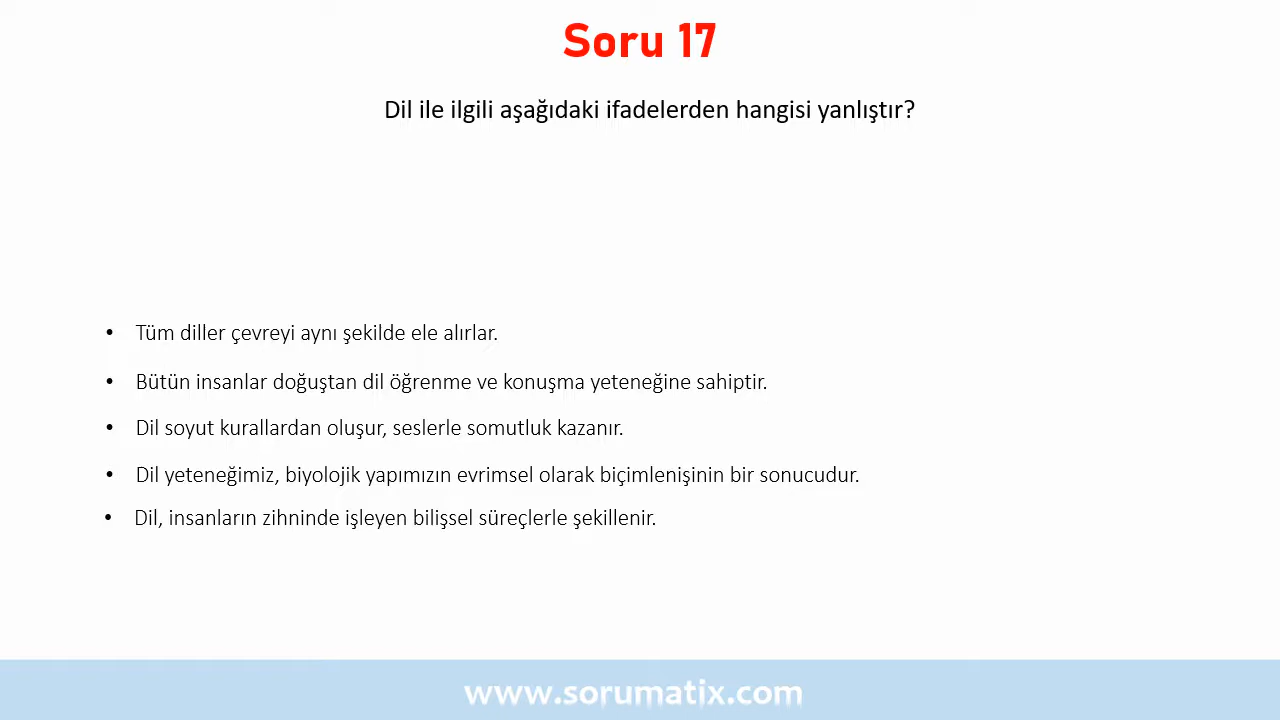 Soru 17
Dil ile ilgili aşağıdaki ifadelerden hangisi yanlıştır?
• Tüm diller çevreyi aynı şekilde ele alırlar.
• Bütün insanlar doğuştan dil öğrenme ve konuşma yeteneğine sahiptir.
• Dil soyut kurallardan oluşur, seslerle somutluk kazanır.
• Dil yeteneğimiz, biyolojik yapımızın evrimsel olarak biçimlenişinin bir sonucudur.
• Dil, insanların zihninde işleyen bilişsel süreçlerle şekillenir.
www.sorumatix.com